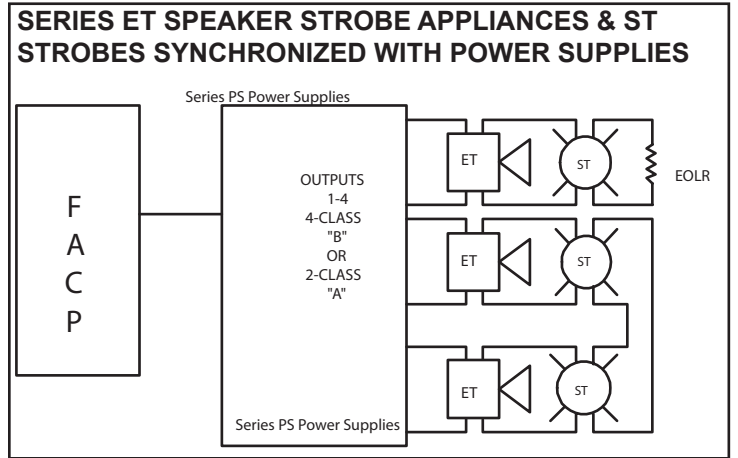 SERIES ET SPEAKER STROBE APPLIANCES & ST
STROBES SYNCHRONIZED WITH POWER SUPPLIES
Series PS Power Supplies
F
A
C
P
OUTPUTS
1-4
4-CLASS
"B"
OR
2-CLASS
"A"
ET
ST
EOLR
ET
ST
ET
ST
Series PS Power Supplies